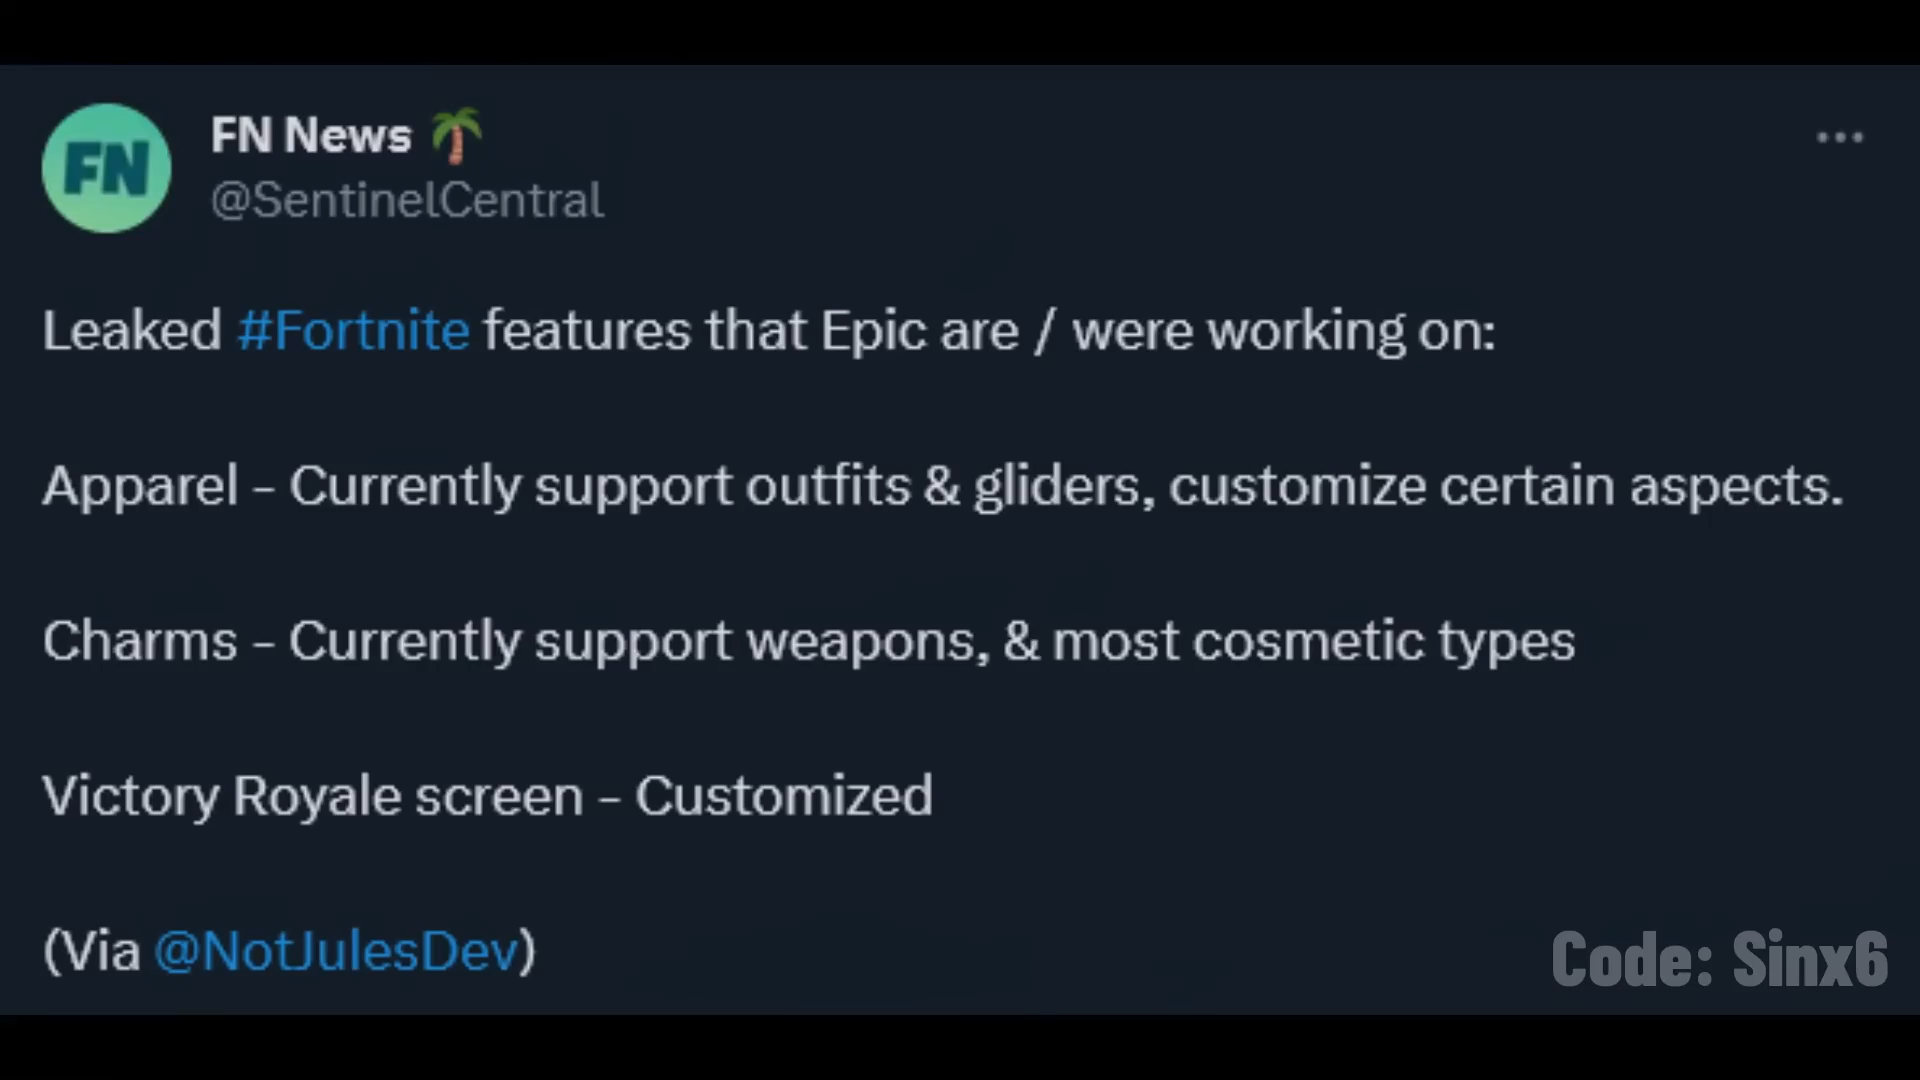 FN
FN News 🌴
@SentinelCentral
Leaked #Fortnite features that Epic are / were working on:
Apparel – Currently support outfits & gliders, customize certain aspects.
Charms – Currently support weapons, & most cosmetic types
Victory Royale screen – Customized
(Via @NotJulesDev)
Code: Sinx6